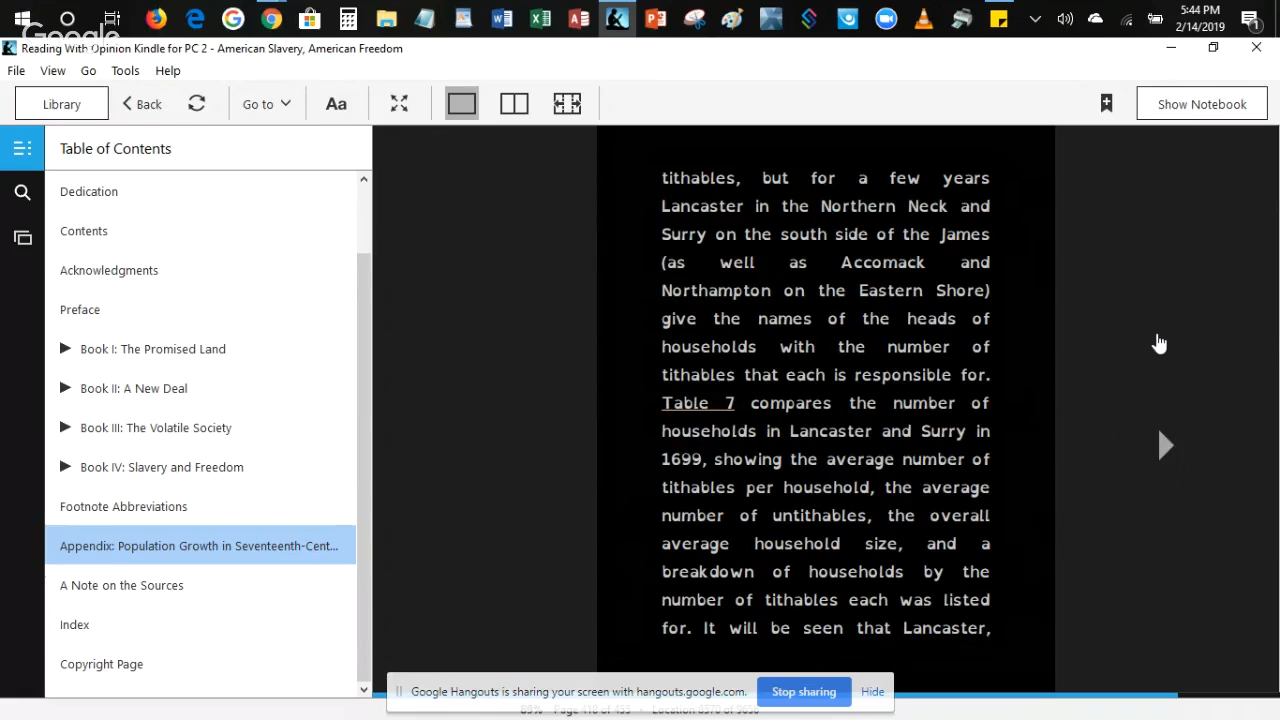 5:44 PM
2/14/2019
Google
Reading With Opinion Kindle for PC 2 - American Slavery, American Freedom
File View Go Tools Help
Library
Back
Go to
Aa
Show Notebook
Table of Contents
Dedication
Contents
Acknowledgments
Preface
Book I: The Promised Land
Book II: A New Deal
Book III: The Volatile Society
Book IV: Slavery and Freedom
Footnote Abbreviations
Appendix: Population Growth in Seventeenth-Cent...
A Note on the Sources
Index
Copyright Page
tithables, but for a few years
Lancaster in the Northern Neck and
Surry on the south side of the James
(as well as Accomack and
Northampton on the Eastern Shore)
give the names of the heads of
households with the number of
tithables that each is responsible for.
Table 7 compares the number of
households in Lancaster and Surry in
1699, showing the average number of
tithables per household, the average
number of untithables, the overall
average household size, and a
breakdown of households by the
number of tithables each was listed
for. It will be seen that Lancaster,
Google Hangouts is sharing your screen with hangouts.google.com.
Stop sharing
Hide